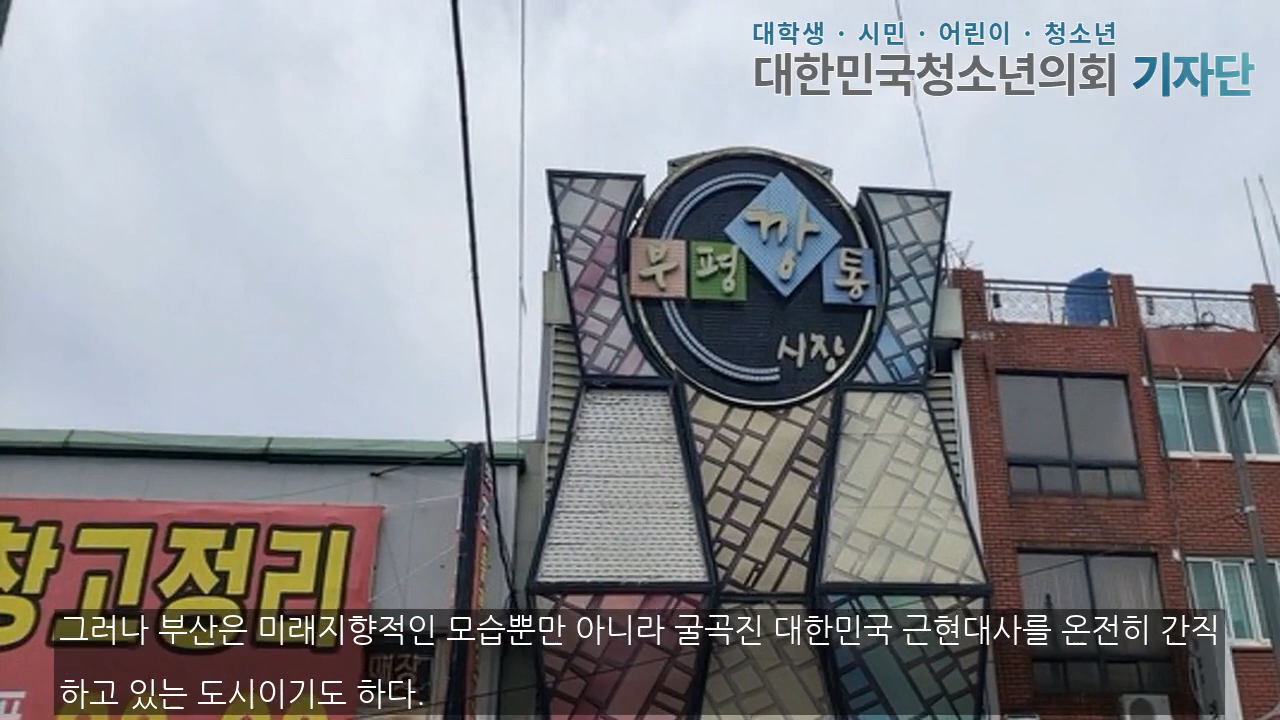 대학생 · 시민 · 어린이 · 청소년
대한민국청소년의회 기자단
부평깡통
시장
창고정리
그러나 부산은 미래지향적인 모습뿐만 아니라 굴곡진 대한민국 근현대사를 온전히 간직
하고 있는 도시이기도 하다.